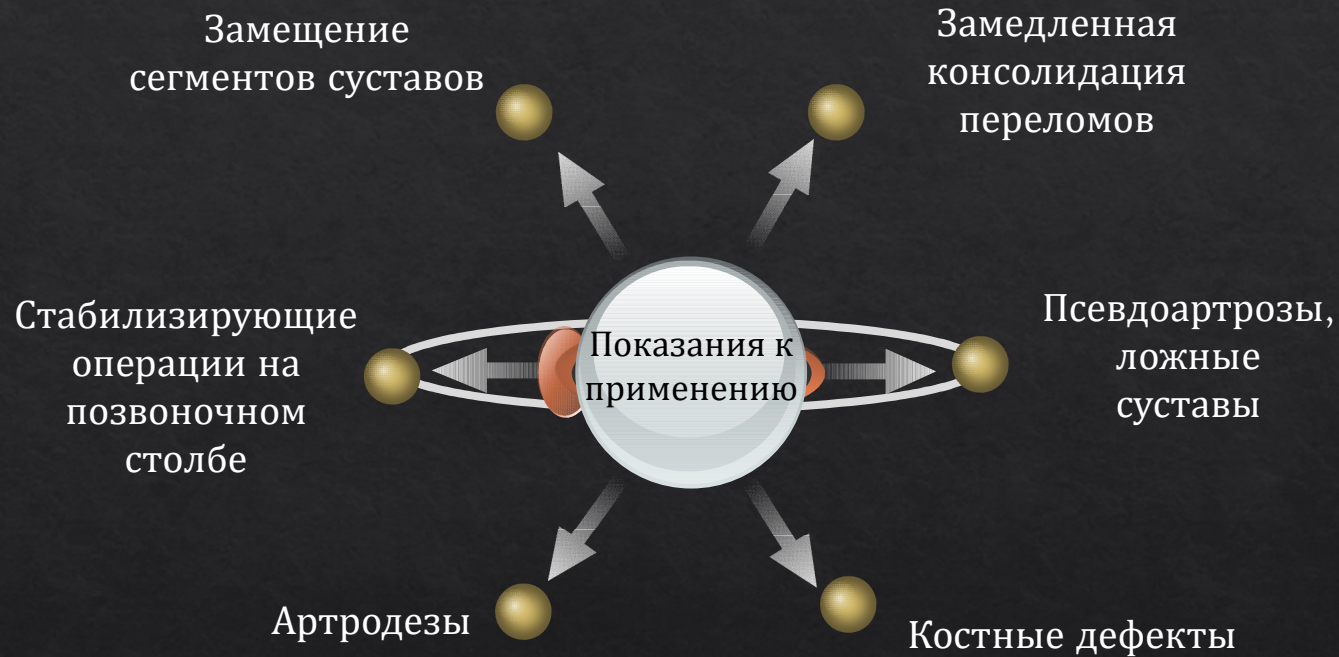 Замещение
сегментов суставов
Замедленная
консолидация
переломов
Стабилизирующие
операции на
позвоночном
столбе
Показания к
применению
Псевдоартрозы,
ложные
суставы
Артродезы
Костные дефекты